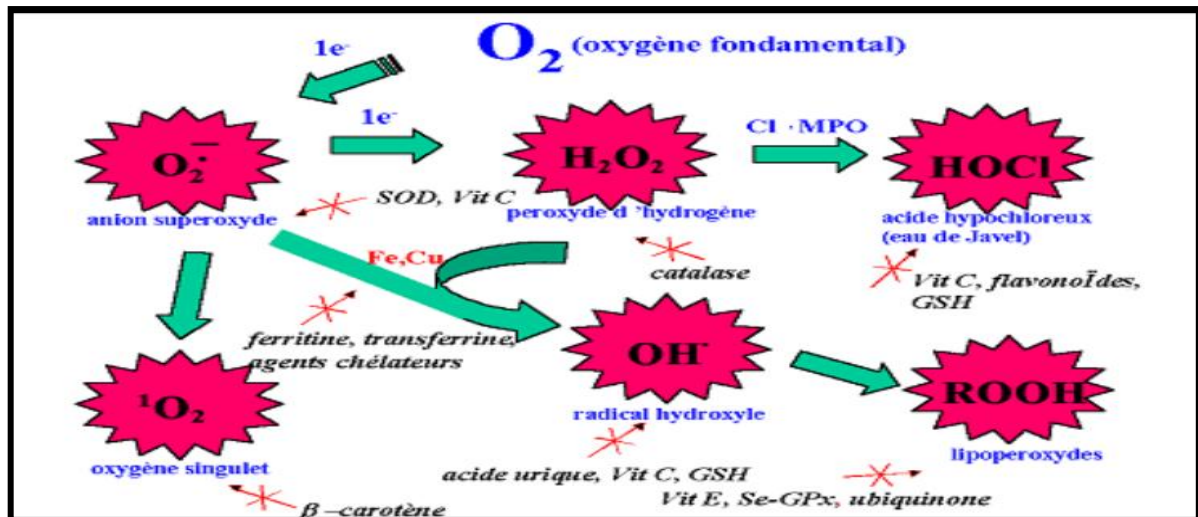 1e-
O₂ (oxygène fondamental)
1e-
Cl · MPO
O₂·̅
H₂O₂
HOCl
anion superoxyde
SOD, Vit C
peroxyde d 'hydrogène
acide hypochloreux
(eau de Javel)
Fe,Cu
catalase
Vit C, flavonoÏdes,
GSH
ferritine, transferrine,
agents chélateurs
OH·
¹O₂
ROOH
radical hydroxyle
oxygène singulet
lipoperoxydes
acide urique, Vit C, GSH
Vit E, Se-GPx, ubiquinone
β –carotène